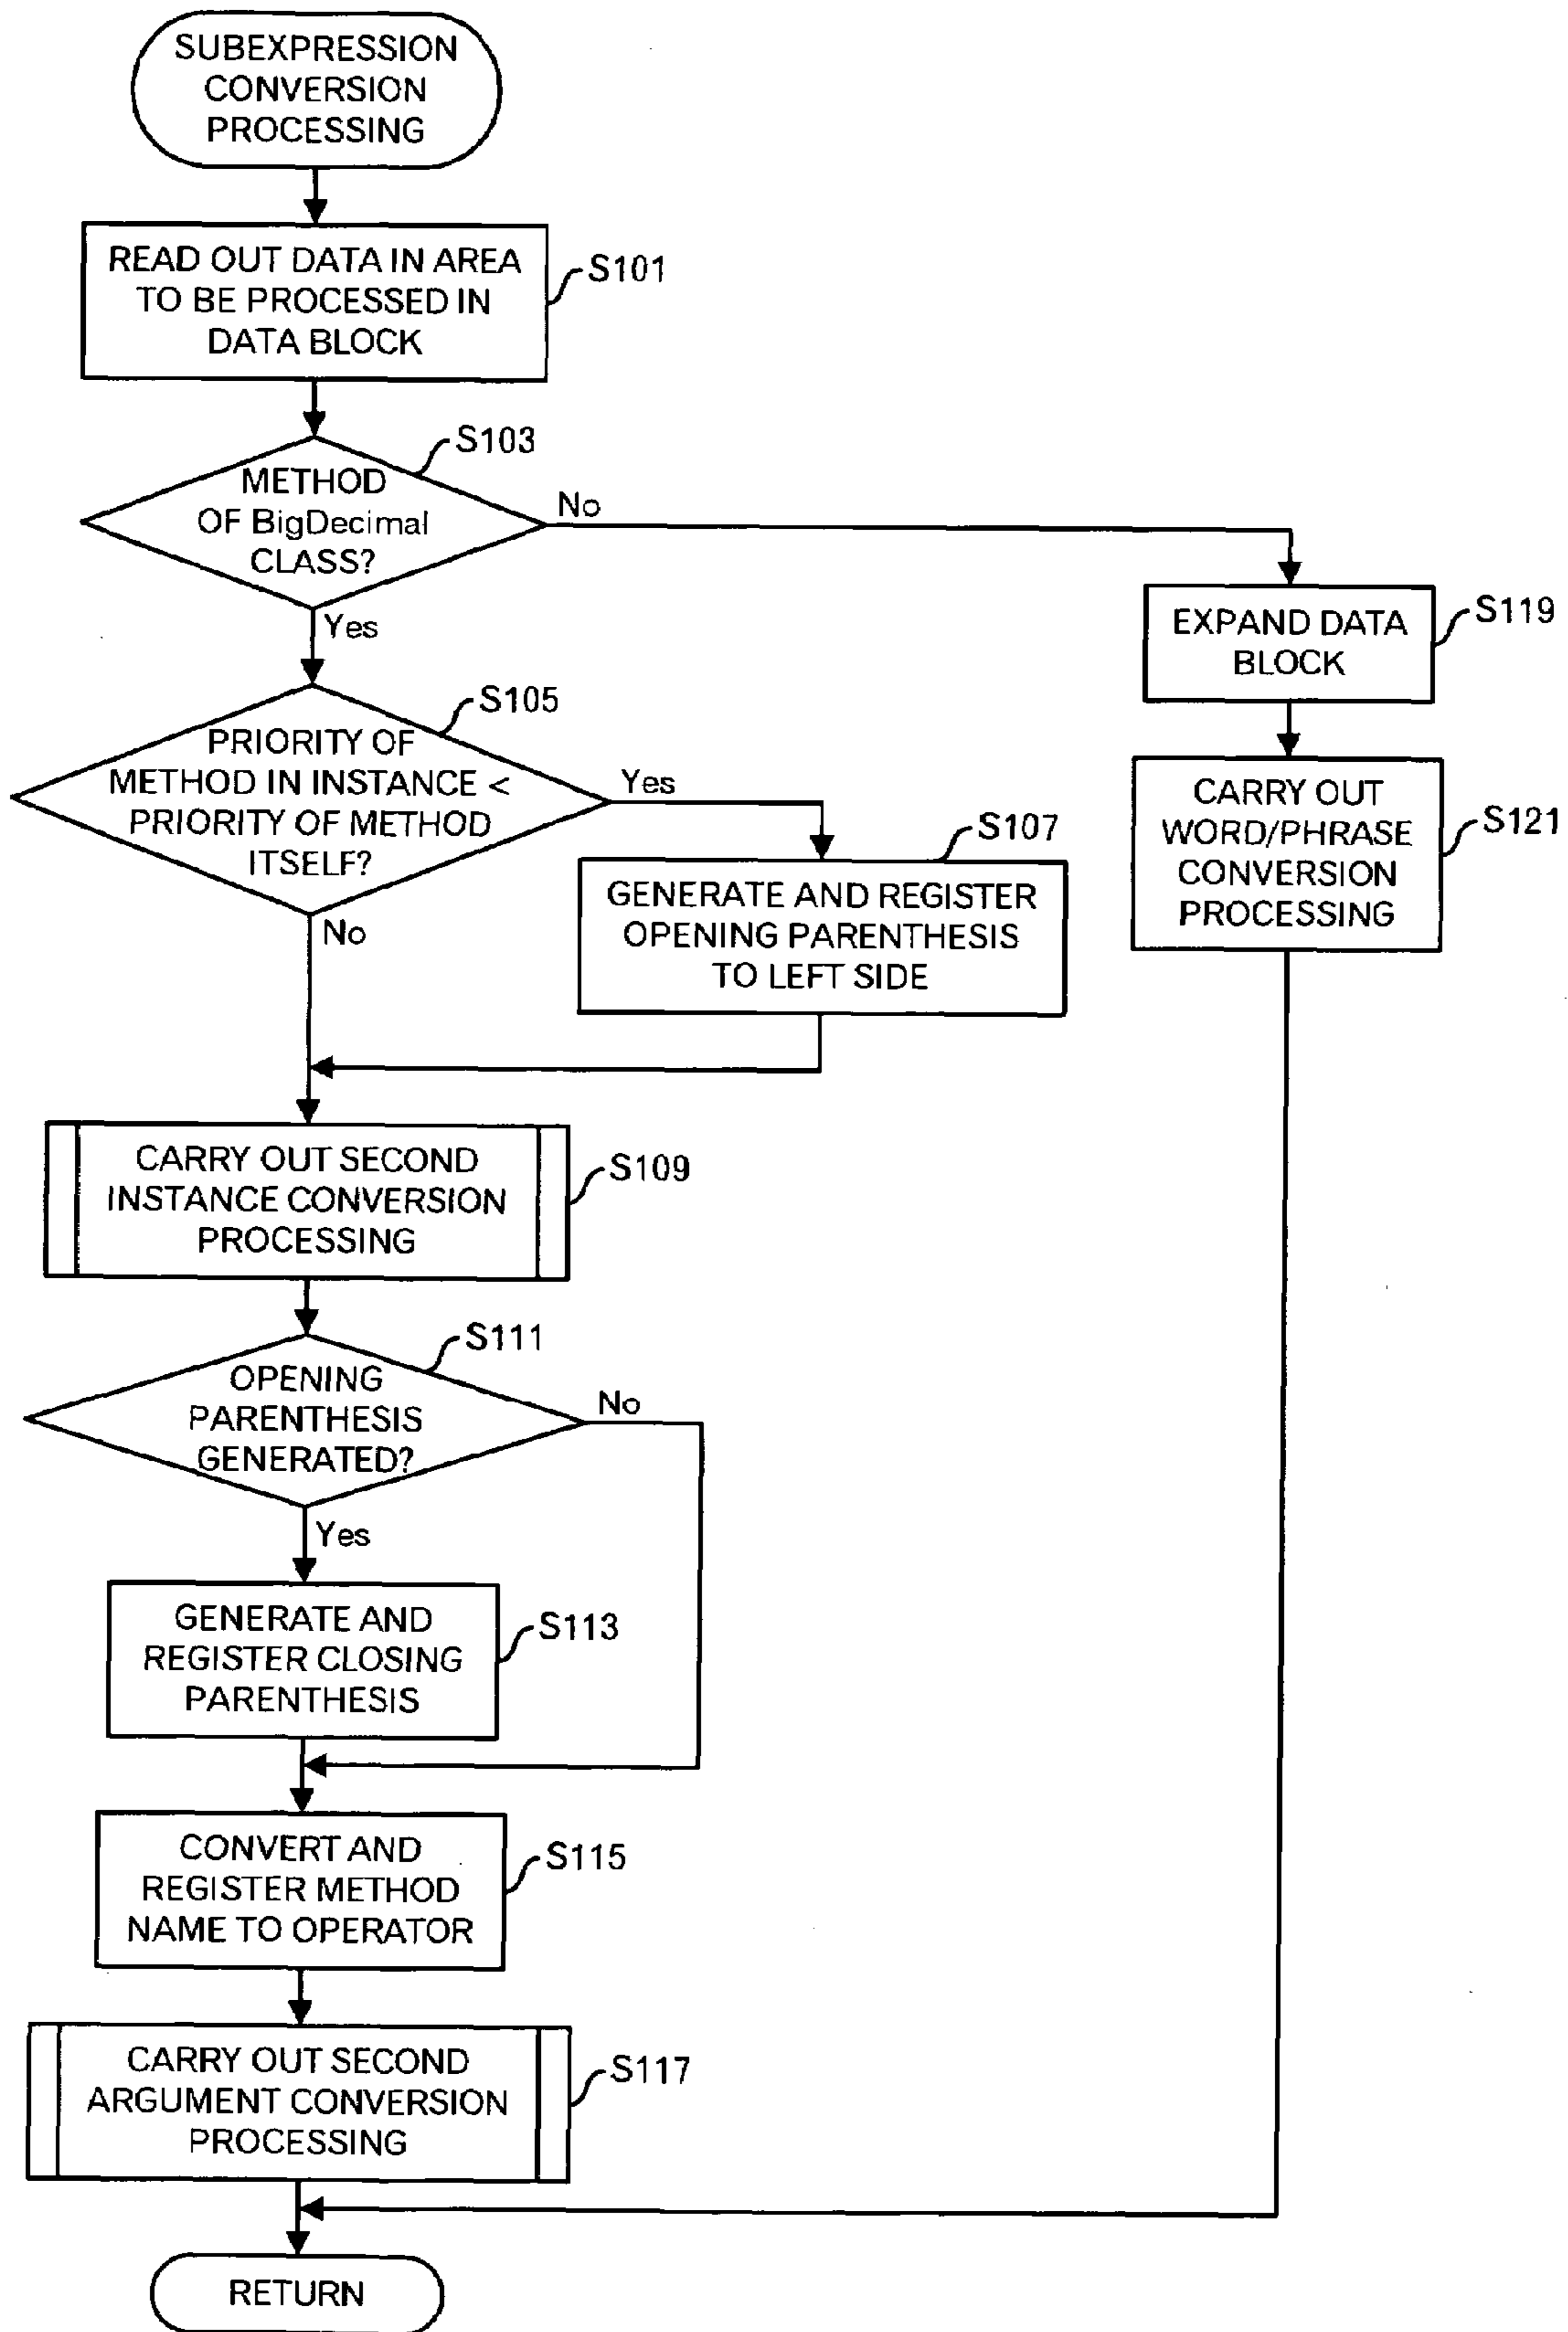 SUBEXPRESSION
CONVERSION
PROCESSING
READ OUT DATA IN AREA
TO BE PROCESSED IN
DATA BLOCK
S101
S103
METHOD
OF BigDecimal
CLASS?
No
Yes
S119
EXPAND DATA
BLOCK
S105
PRIORITY OF
METHOD IN INSTANCE <
PRIORITY OF METHOD
ITSELF?
Yes
No
S107
GENERATE AND REGISTER
OPENING PARENTHESIS
TO LEFT SIDE
CARRY OUT
WORD/PHRASE
CONVERSION
PROCESSING
S121
CARRY OUT SECOND
INSTANCE CONVERSION
PROCESSING
S109
S111
OPENING
PARENTHESIS
GENERATED?
No
Yes
GENERATE AND
REGISTER CLOSING
PARENTHESIS
S113
CONVERT AND
REGISTER METHOD
NAME TO OPERATOR
S115
CARRY OUT SECOND
ARGUMENT CONVERSION
PROCESSING
S117
RETURN